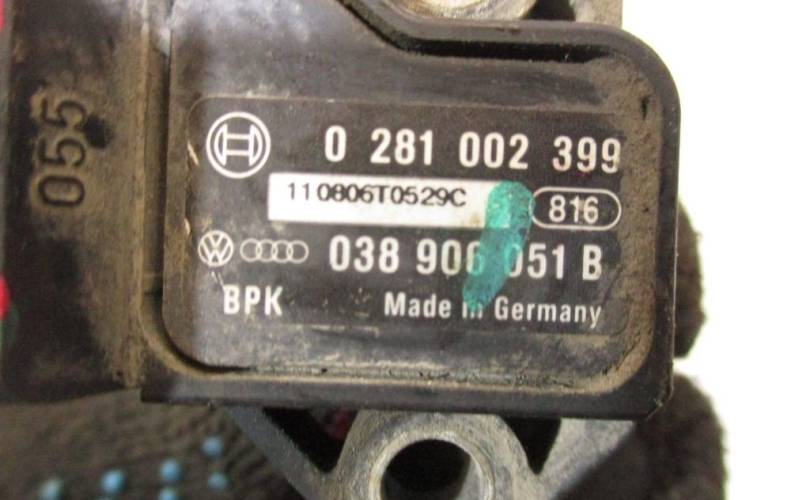 055
0 281 002 399
110806T0529C
816
038 906 051 B
BPK Made in Germany